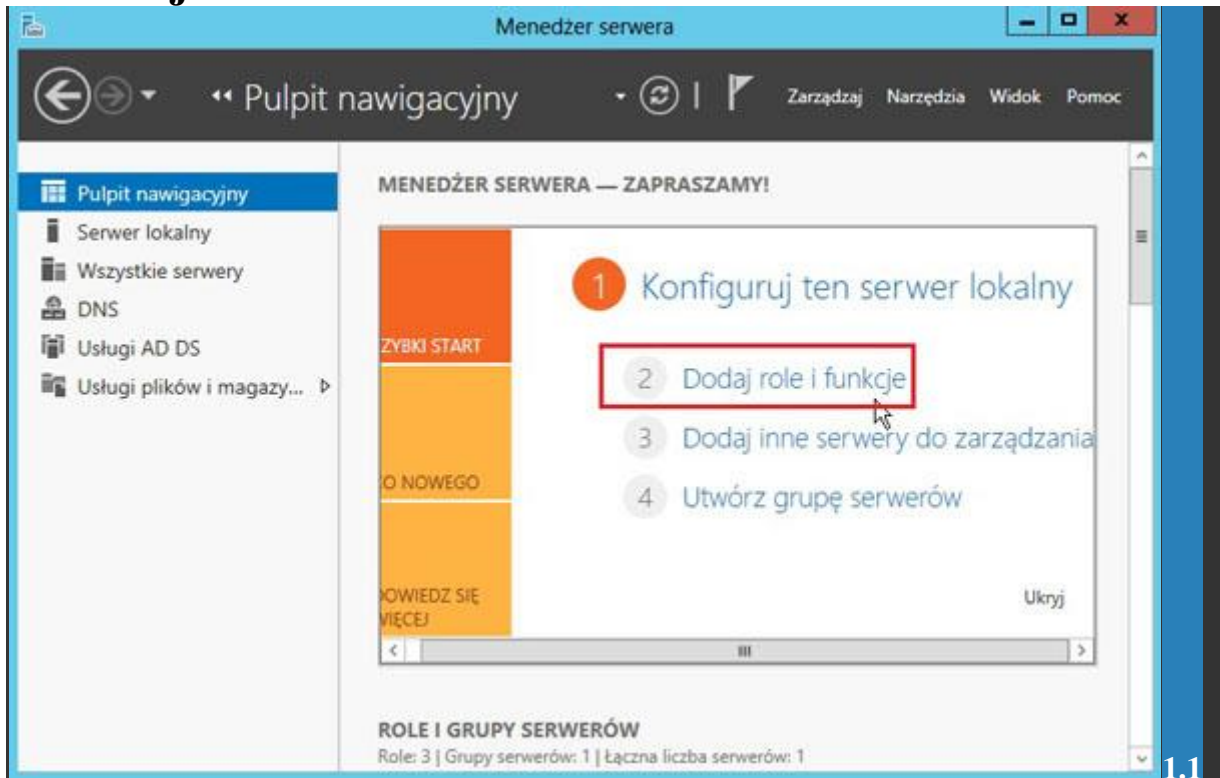 Menedżer serwera
Pulpit nawigacyjny
Zarządzaj Narzędzia Widok Pomoc
Pulpit nawigacyjny
Serwer lokalny
Wszystkie serwery
DNS
Usługi AD DS
Usługi plików i magazy...
MENEDŻER SERWERA — ZAPRASZAMY!
ZYBKI START
O NOWEGO
OWIEDZ SIĘ
WIĘCEJ
1 Konfiguruj ten serwer lokalny
2 Dodaj role i funkcje
3 Dodaj inne serwery do zarządzania
4 Utwórz grupę serwerów
Ukryj
ROLE I GRUPY SERWERÓW
Role: 3 | Grupy serwerów: 1 | Łączna liczba serwerów: 1
1.1